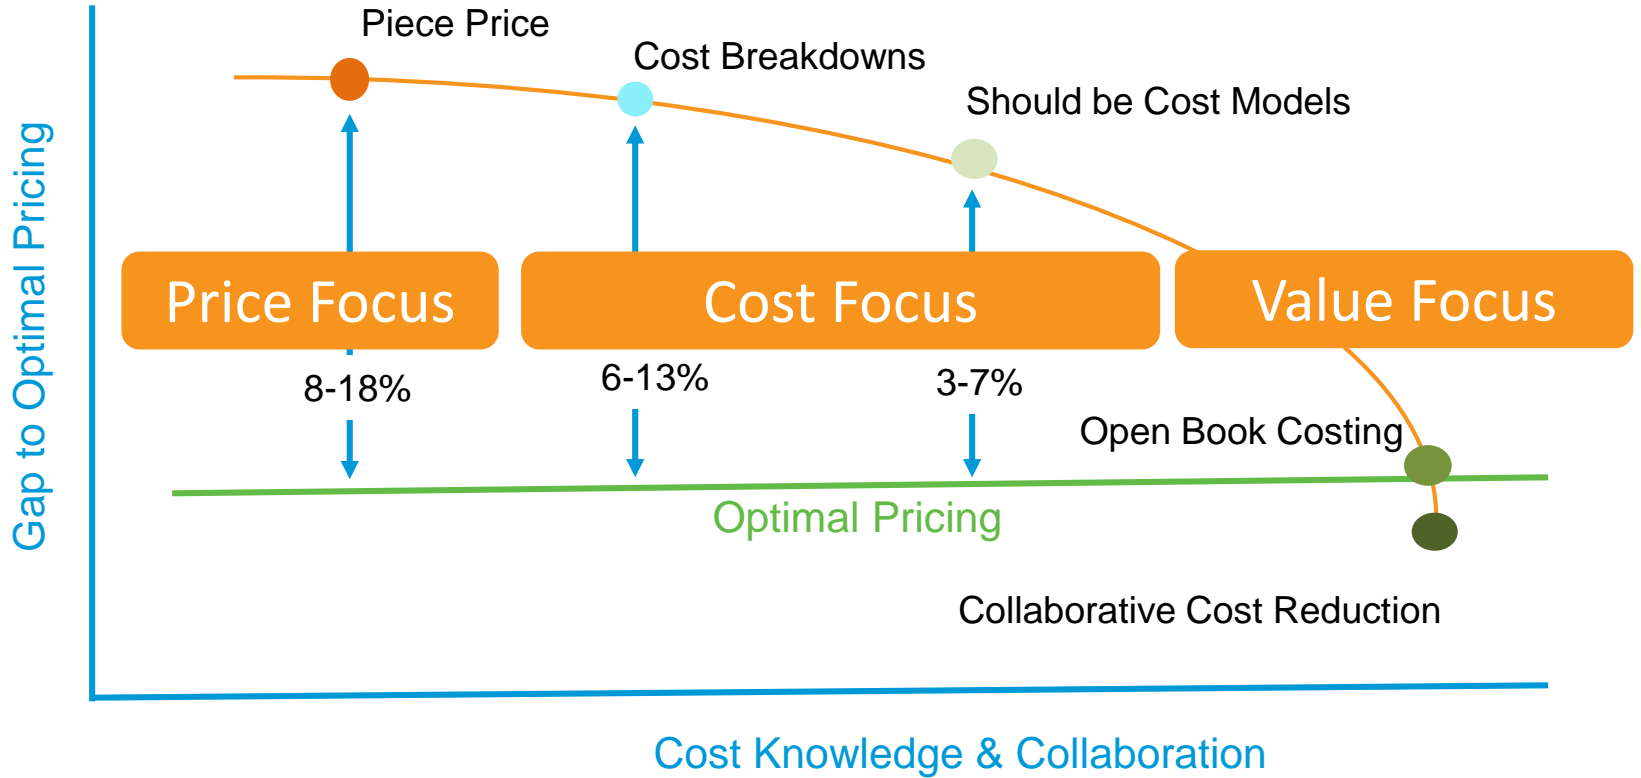 Piece Price
Cost Breakdowns
Should be Cost Models
Gap to Optimal Pricing
Price Focus
Cost Focus
Value Focus
8-18%
6-13%
3-7%
Open Book Costing
Optimal Pricing
Collaborative Cost Reduction
Cost Knowledge & Collaboration